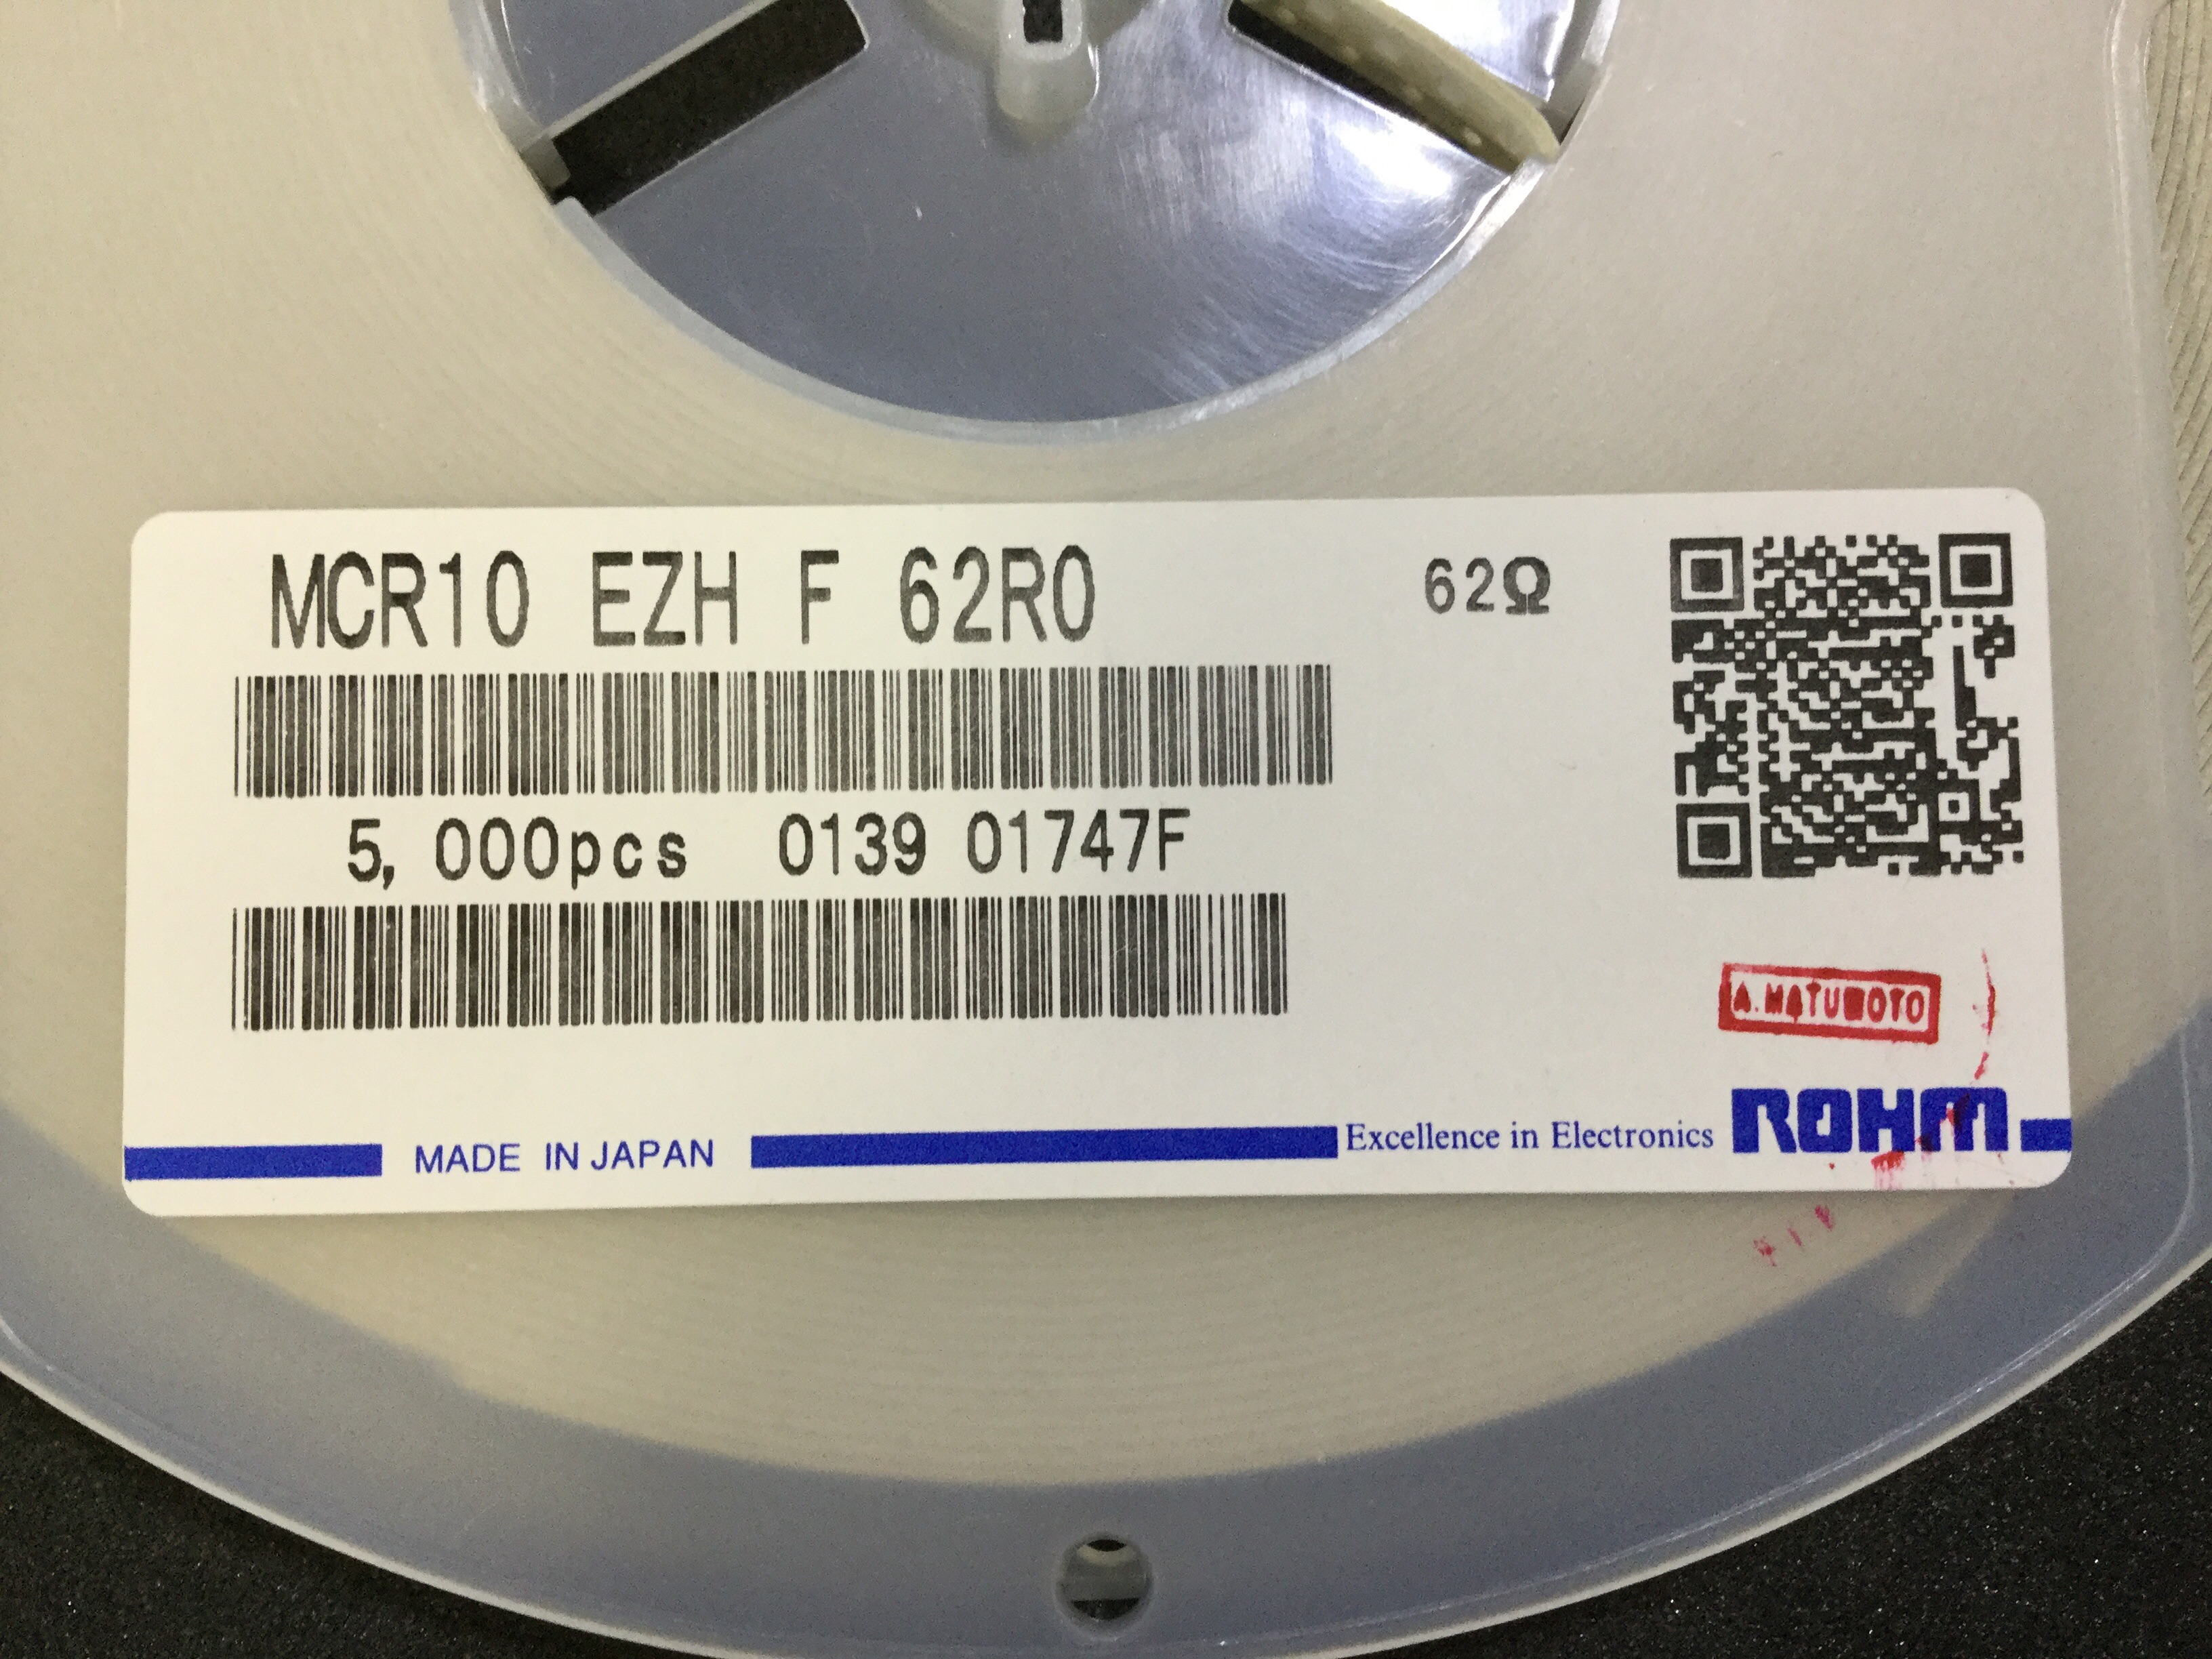 MCR10 EZH F 62R0 62Ω
5,000pcs 0139 01747F
A.MATUMOTO
MADE IN JAPAN Excellence in Electronics ROHM